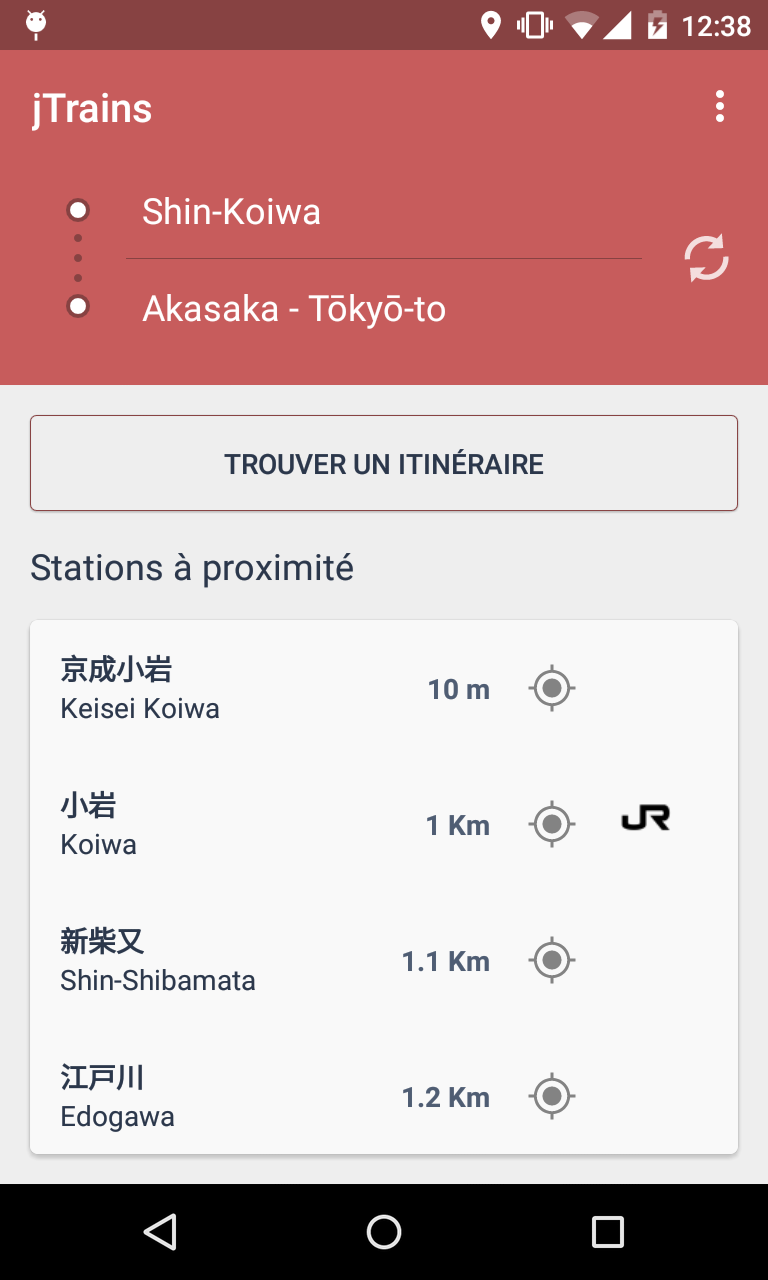 12:38
jTrains
Shin-Koiwa
Akasaka - Tōkyō-to
TROUVER UN ITINÉRAIRE
Stations à proximité
京成小岩
Keisei Koiwa
10 m
小岩
Koiwa
1 Km
JR
新柴又
Shin-Shibamata
1.1 Km
江戸川
Edogawa
1.2 Km